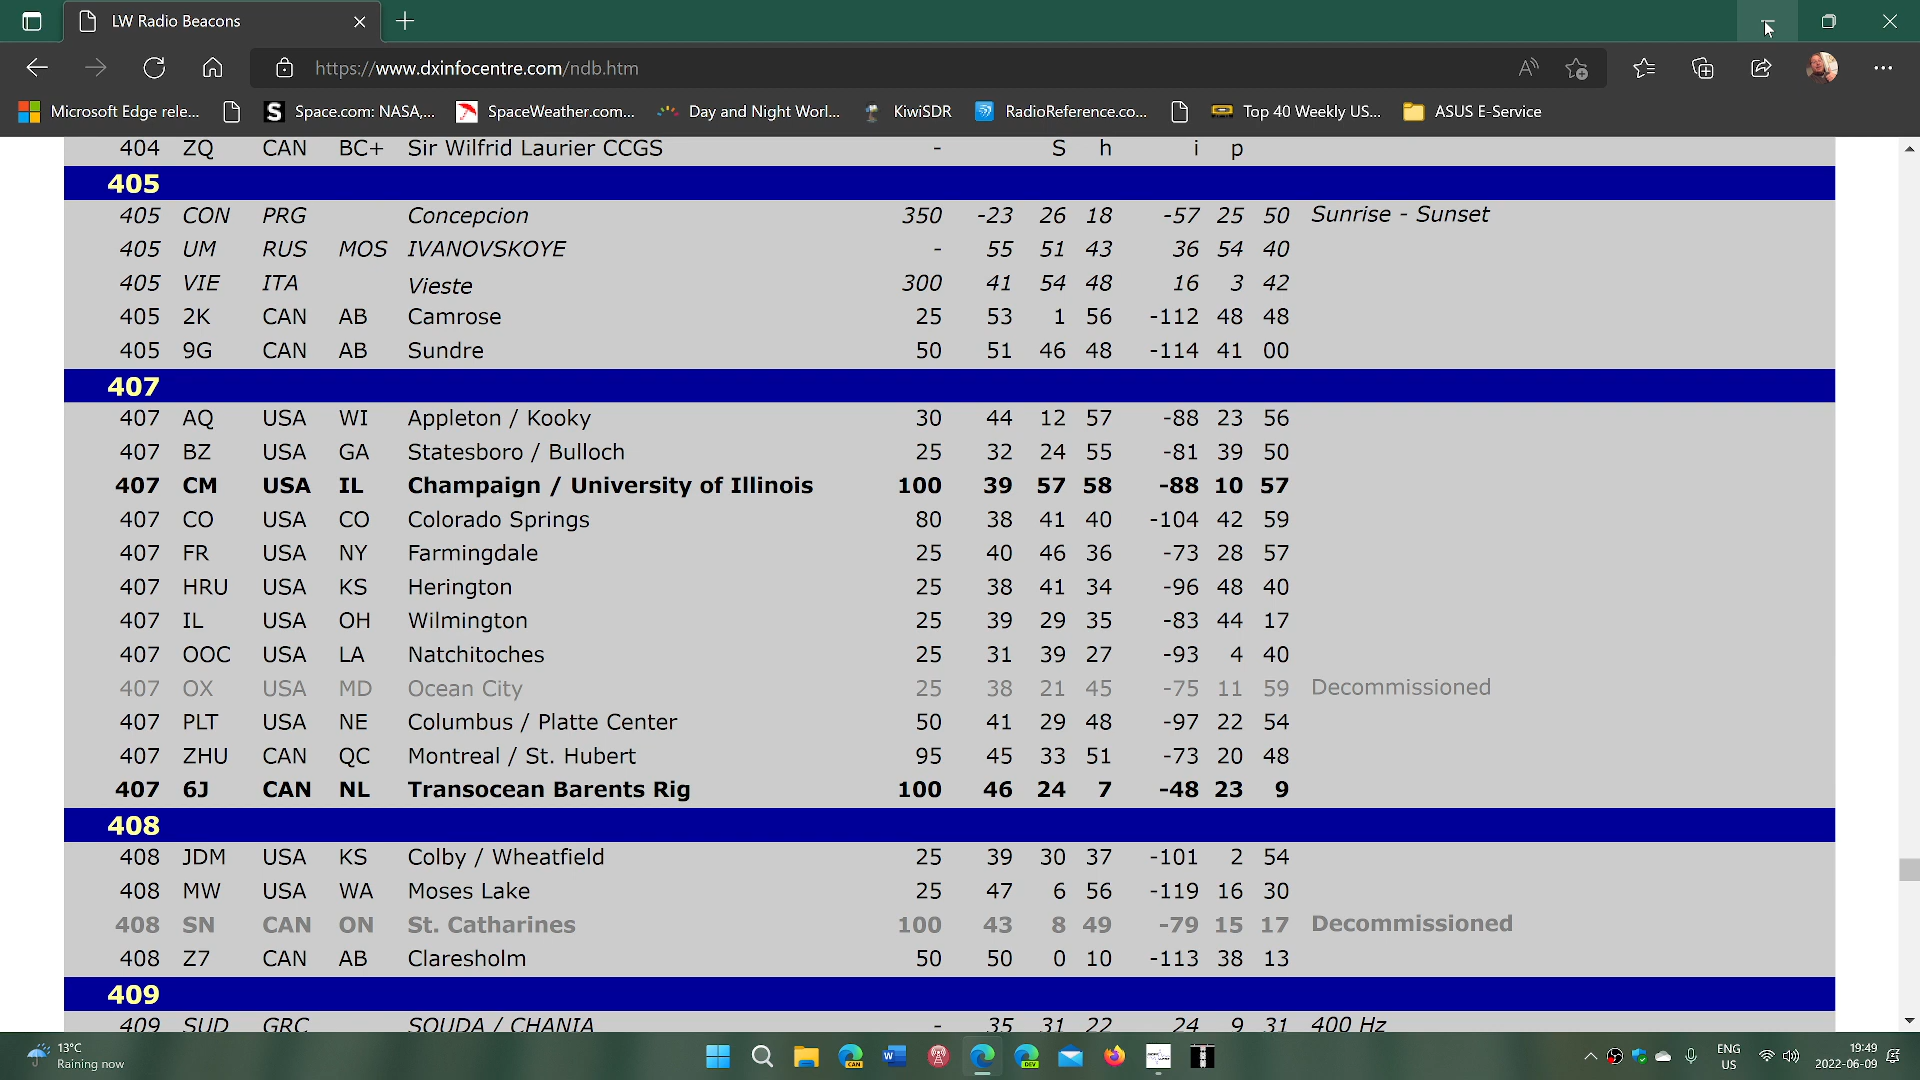 LW Radio Beacons
https://www.dxinfocentre.com/ndb.htm
Microsoft Edge rele... Space.com: NASA,... SpaceWeather.com... Day and Night Worl... KiwiSDR RadioReference.co... Top 40 Weekly US... ASUS E-Service
404 ZQ CAN BC+ Sir Wilfrid Laurier CCGS - S h i p
405
405 CON PRG Concepcion 350 -23 26 18 -57 25 50 Sunrise - Sunset
405 UM RUS MOS IVANOVSKOYE - 55 51 43 36 54 40
405 VIE ITA Vieste 300 41 54 48 16 3 42
405 2K CAN AB Camrose 25 53 1 56 -112 48 48
405 9G CAN AB Sundre 50 51 46 48 -114 41 00
407
407 AQ USA WI Appleton / Kooky 30 44 12 57 -88 23 56
407 BZ USA GA Statesboro / Bulloch 25 32 24 55 -81 39 50
407 CM USA IL Champaign / University of Illinois 100 39 57 58 -88 10 57
407 CO USA CO Colorado Springs 80 38 41 40 -104 42 59
407 FR USA NY Farmingdale 25 40 46 36 -73 28 57
407 HRU USA KS Herington 25 38 41 34 -96 48 40
407 IL USA OH Wilmington 25 39 29 35 -83 44 17
407 OOC USA LA Natchitoches 25 31 39 27 -93 4 40
407 OX USA MD Ocean City 25 38 21 45 -75 11 59 Decommissioned
407 PLT USA NE Columbus / Platte Center 50 41 29 48 -97 22 54
407 ZHU CAN QC Montreal / St. Hubert 95 45 33 51 -73 20 48
407 6J CAN NL Transocean Barents Rig 100 46 24 7 -48 23 9
408
408 JDM USA KS Colby / Wheatfield 25 39 30 37 -101 2 54
408 MW USA WA Moses Lake 25 47 6 56 -119 16 30
408 SN CAN ON St. Catharines 100 43 8 49 -79 15 17 Decommissioned
408 Z7 CAN AB Claresholm 50 50 0 10 -113 38 13
409
409 SUD GRC SOUDA / CHANIA - 35 31 22 24 9 31 400 Hz
13°C
Raining now
CAN
DEV
ENG
US
19:49
2022-06-09